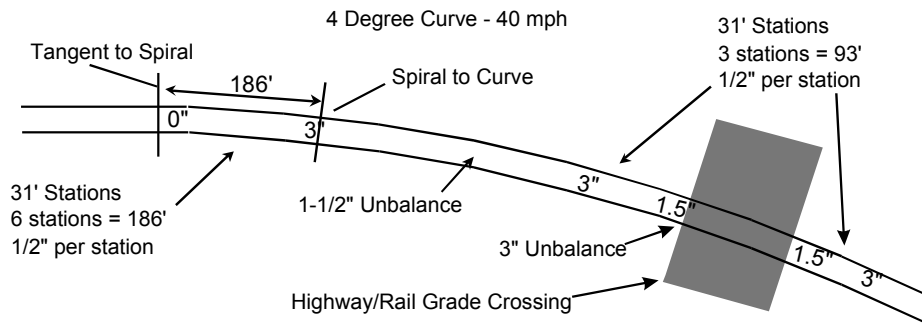 4 Degree Curve - 40 mph
31' Stations
3 stations = 93'
1/2" per station
Tangent to Spiral
186'
Spiral to Curve
0"
3"
31' Stations
6 stations = 186'
1/2" per station
1-1/2" Unbalance
3"
1.5"
3" Unbalance
1.5"
3"
Highway/Rail Grade Crossing